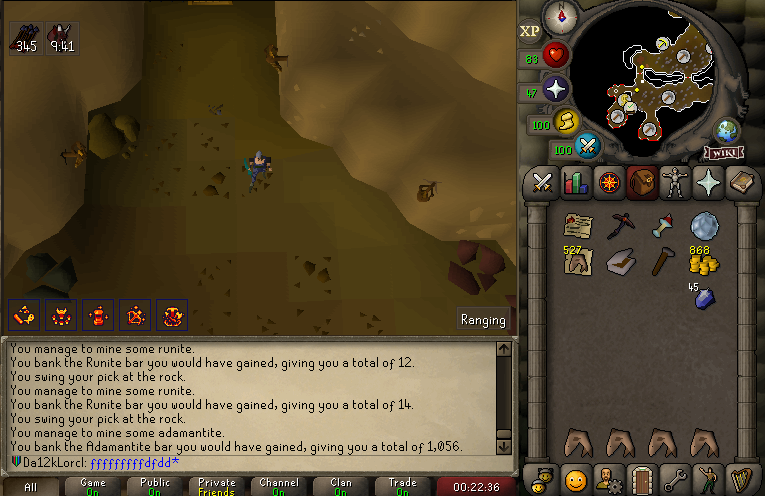 345 9:41
XP
83
47
100
100
WIKI
527 868
45
Ranging
You manage to mine some runite.
You bank the Runite bar you would have gained, giving you a total of 12.
You swing your pick at the rock.
You manage to mine some runite.
You bank the Runite bar you would have gained, giving you a total of 14.
You swing your pick at the rock.
You manage to mine some adamantite.
You bank the Adamantite bar you would have gained, giving you a total of 1,056.
Da12kLorcl: fffffffffdfdd*
All Game On Public On Private Friends Channel On Clan On Trade On 00:22:36